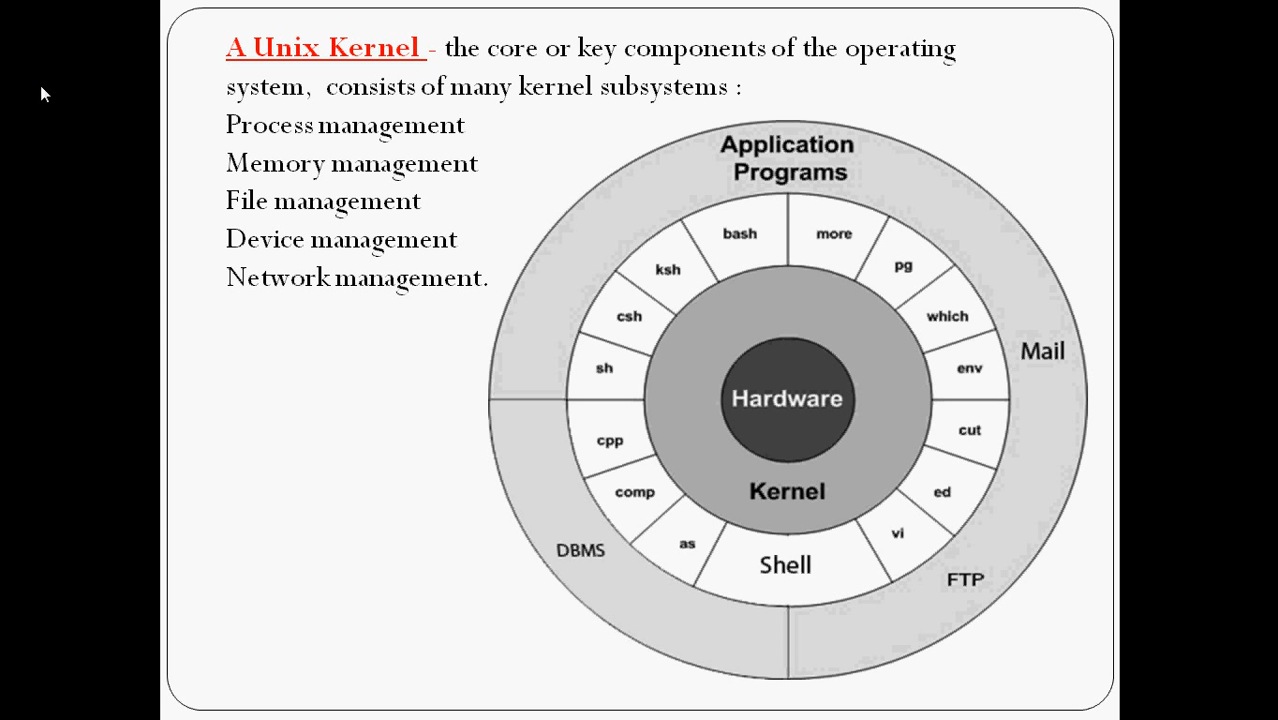 A Unix Kernel - the core or key components of the operating
system, consists of many kernel subsystems :
Process management
Memory management
File management
Device management
Network management.
Application
Programs
bash
more
ksh
pg
csh
which
sh
env
Mail
Hardware
cpp
cut
comp
Kernel
ed
as
vi
DBMS
Shell
FTP